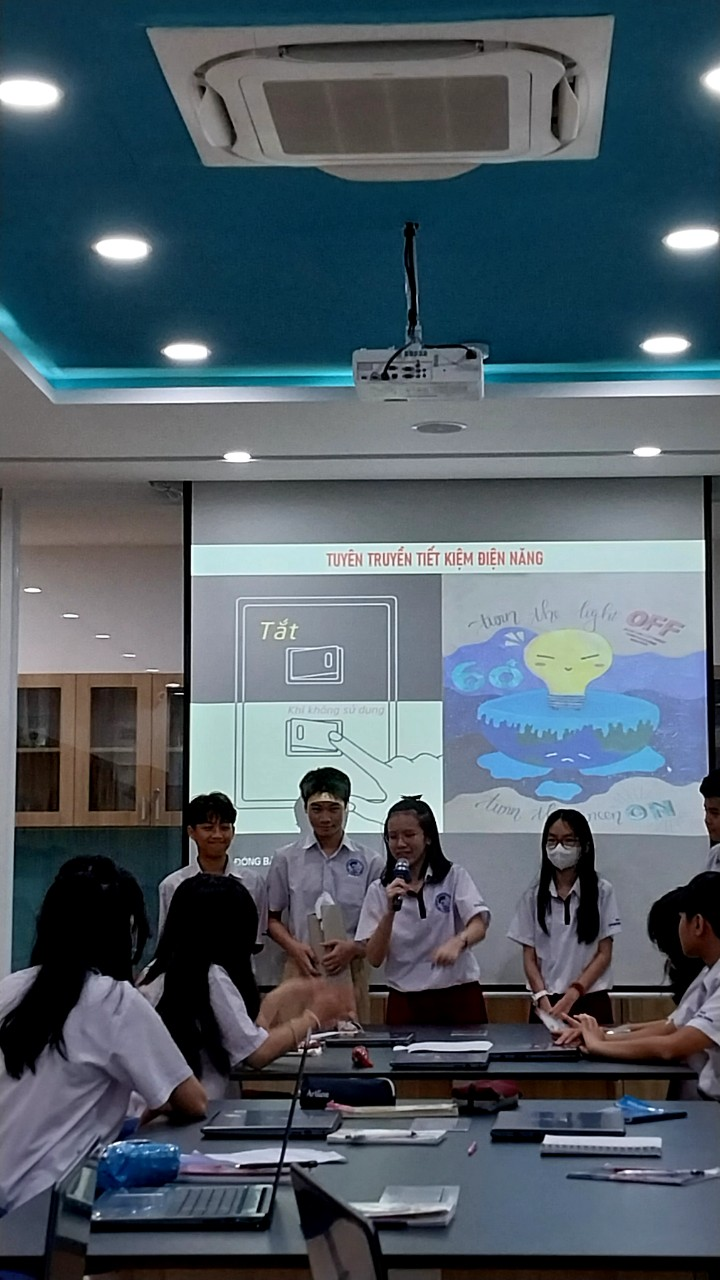 TUYÊN TRUYỀN TIẾT KIỆM ĐIỆN NĂNG
Tắt
Khi không sử dụng
turn the light OFF
60
turn the ON
ĐỒNG